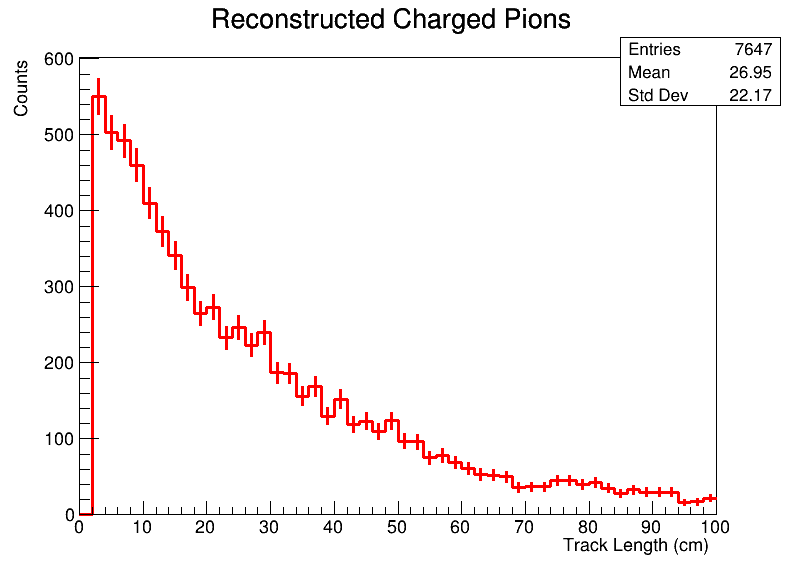 Reconstructed Charged Pions
Entries 7647
Mean 26.95
Std Dev 22.17
Counts
600
500
400
300
200
100
0
0 10 20 30 40 50 60 70 80 90 100
Track Length (cm)